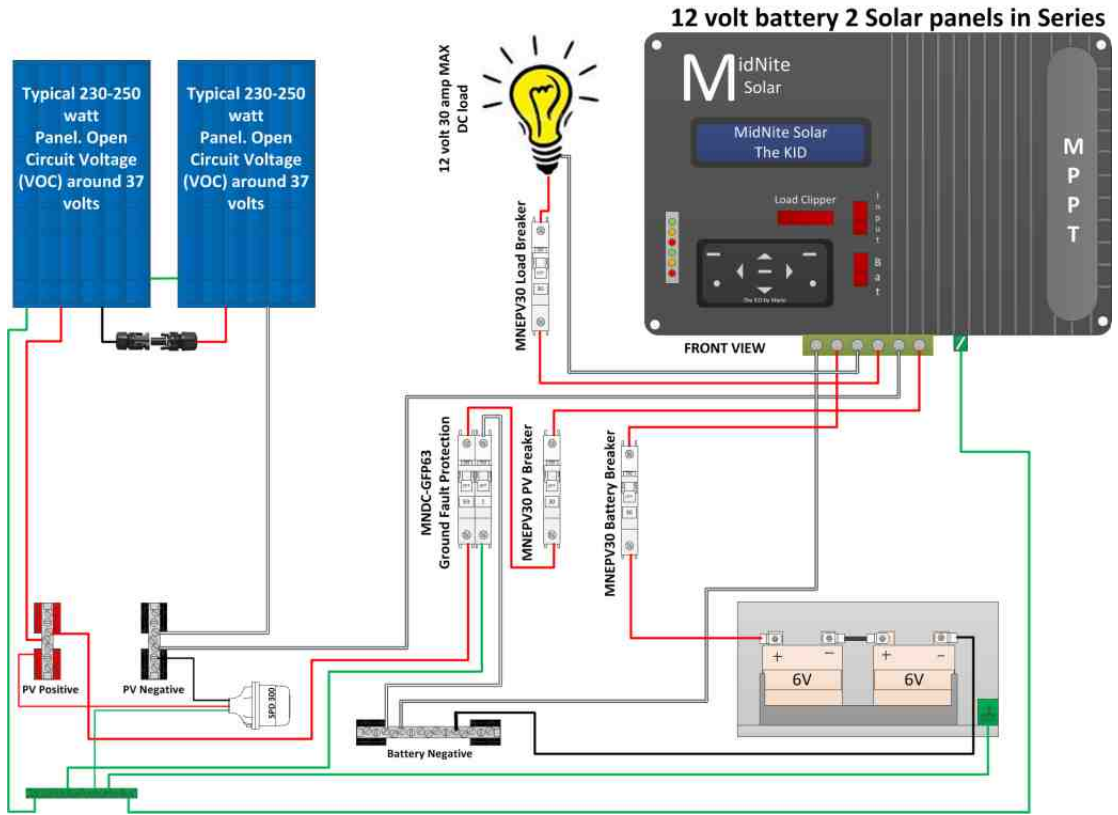 12 volt battery 2 Solar panels in Series
Typical 230-250
watt
Panel. Open
Circuit Voltage
(VOC) around 37
volts
Typical 230-250
watt
Panel. Open
Circuit Voltage
(VOC) around 37
volts
12 volt 30 amp MAX
DC load
MidNite
Solar
MidNite Solar
The KID
MPPT
Load Clipper
Input
Bat
The KID by Mario
FRONT VIEW
MNEPV30 Load Breaker
MNDC-GFP63
Ground Fault Protection
MNEPV30 PV Breaker
MNEPV30 Battery Breaker
PV Positive
PV Negative
SPD 300
Battery Negative
+ -
6V
+ -
6V